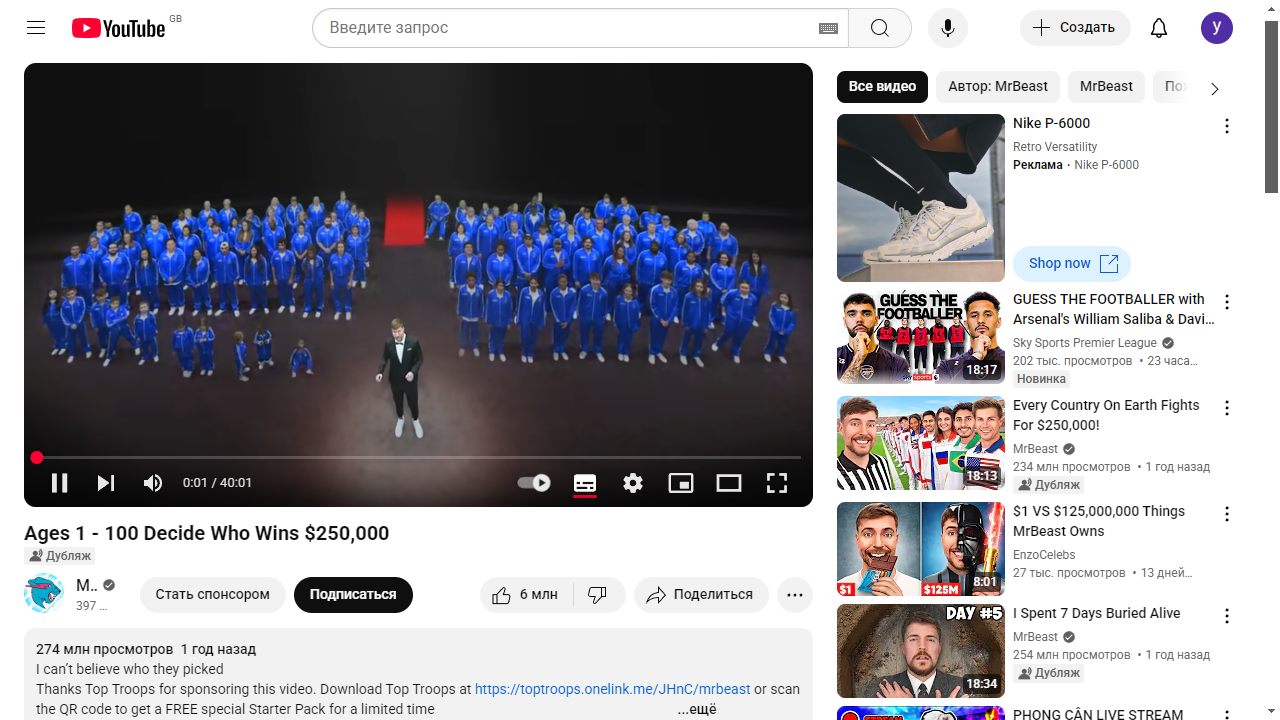 YouTube GB
Введите запрос
Создать
y
0:01 / 40:01
Ages 1 - 100 Decide Who Wins $250,000
Дубляж
M…
397 …
Стать спонсором
Подписаться
6 млн
Поделиться
274 млн просмотров 1 год назад
I can't believe who they picked
Thanks Top Troops for sponsoring this video. Download Top Troops at https://toptroops.onelink.me/JHnC/mrbeast or scan
the QR code to get a FREE special Starter Pack for a limited time
...ещё
Все видео
Автор: MrBeast
MrBeast
Nike P-6000
Retro Versatility
Реклама · Nike P-6000
Shop now
GUESS THE
FOOTBALLER
sky sports
18:17
GUESS THE FOOTBALLER with
Arsenal's William Saliba & Davi…
Sky Sports Premier League
202 тыс. просмотров • 23 часа…
Новинка
18:13
Every Country On Earth Fights
For $250,000!
MrBeast
234 млн просмотров • 1 год назад
Дубляж
$1
$125M
8:01
$1 VS $125,000,000 Things
MrBeast Owns
EnzoCelebs
27 тыс. просмотров • 13 дней…
DAY #5
18:34
I Spent 7 Days Buried Alive
MrBeast
254 млн просмотров • 1 год назад
Дубляж
STREAM
PHONG CÂN LIVE STREAM